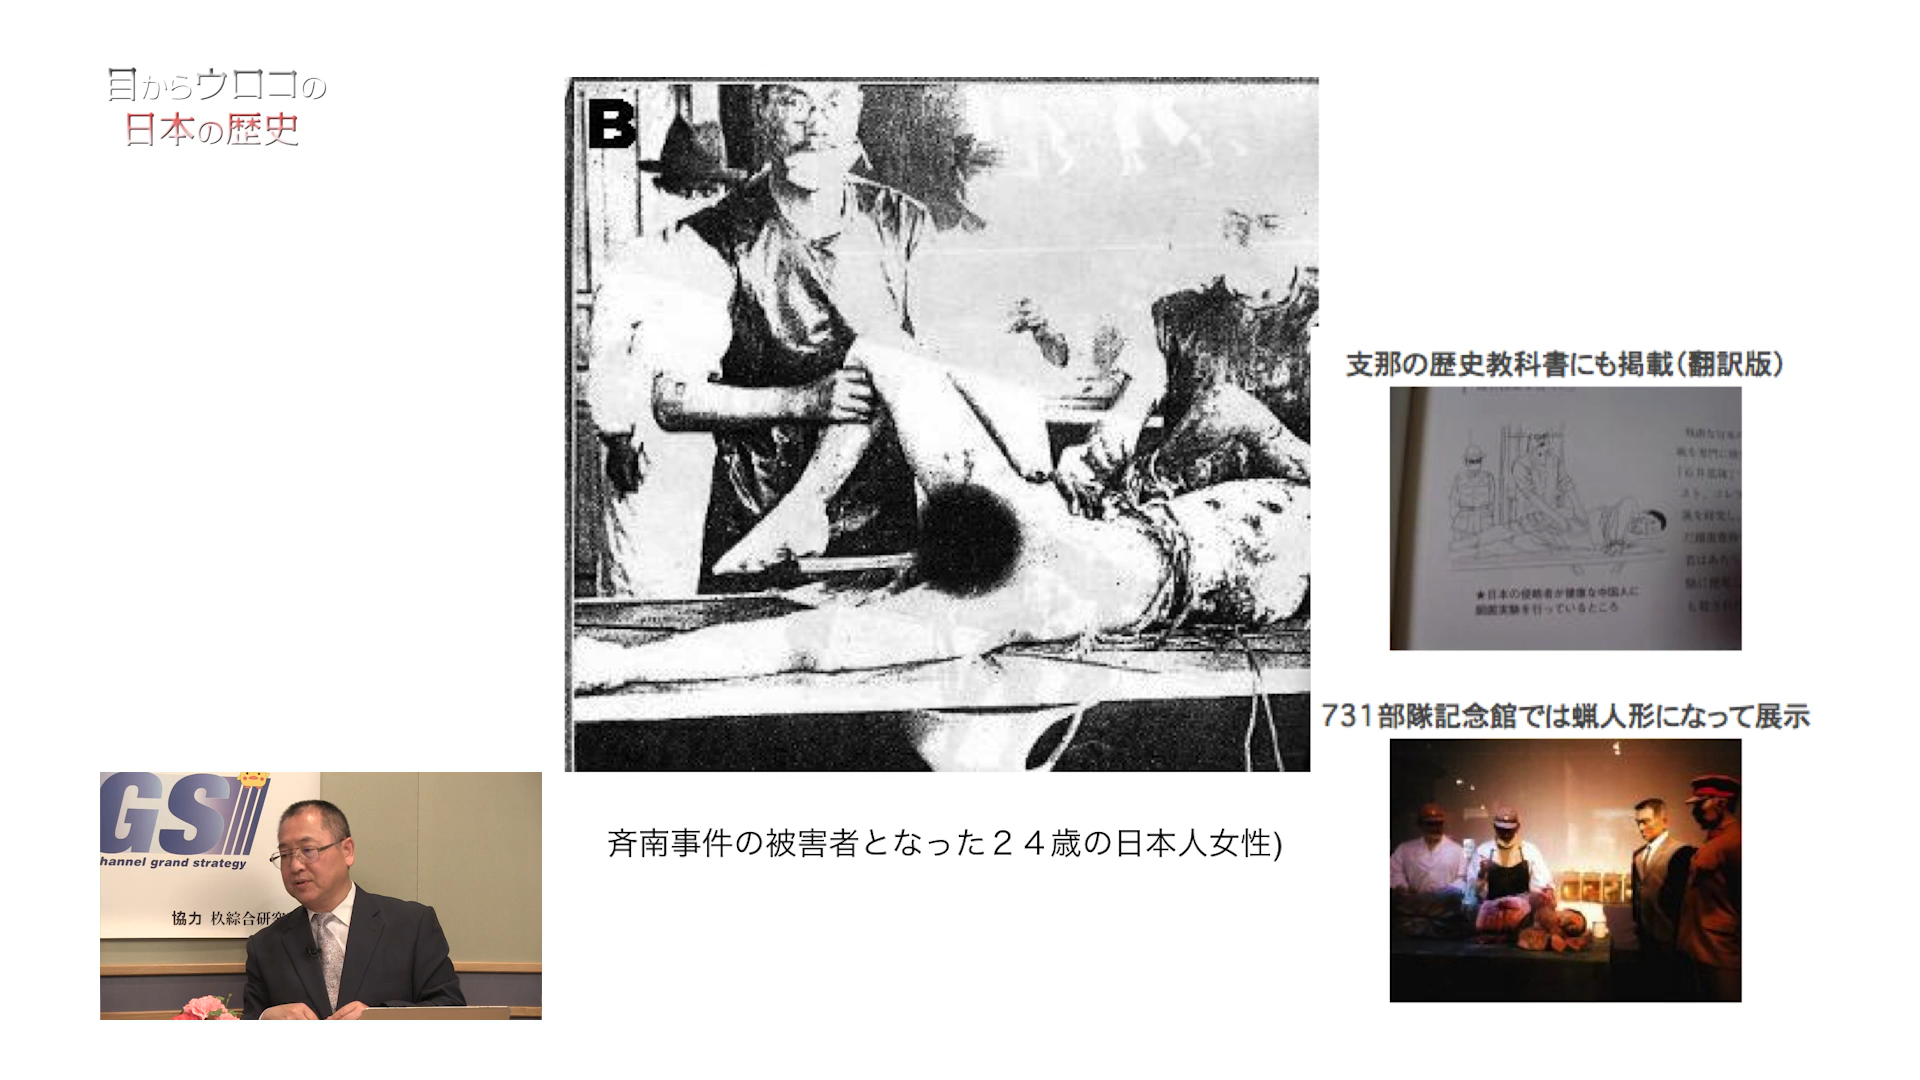 目からウロコの
日本の歴史
B
支那の歴史教科書にも掲載(翻訳版)
★日本の侵略者が健康な中国人に
細菌実験を行っているところ
731部隊記念館では蝋人形になって展示
GSI
hannel grand strategy
協力 杦綜合研究
斉南事件の被害者となった24歳の日本人女性)